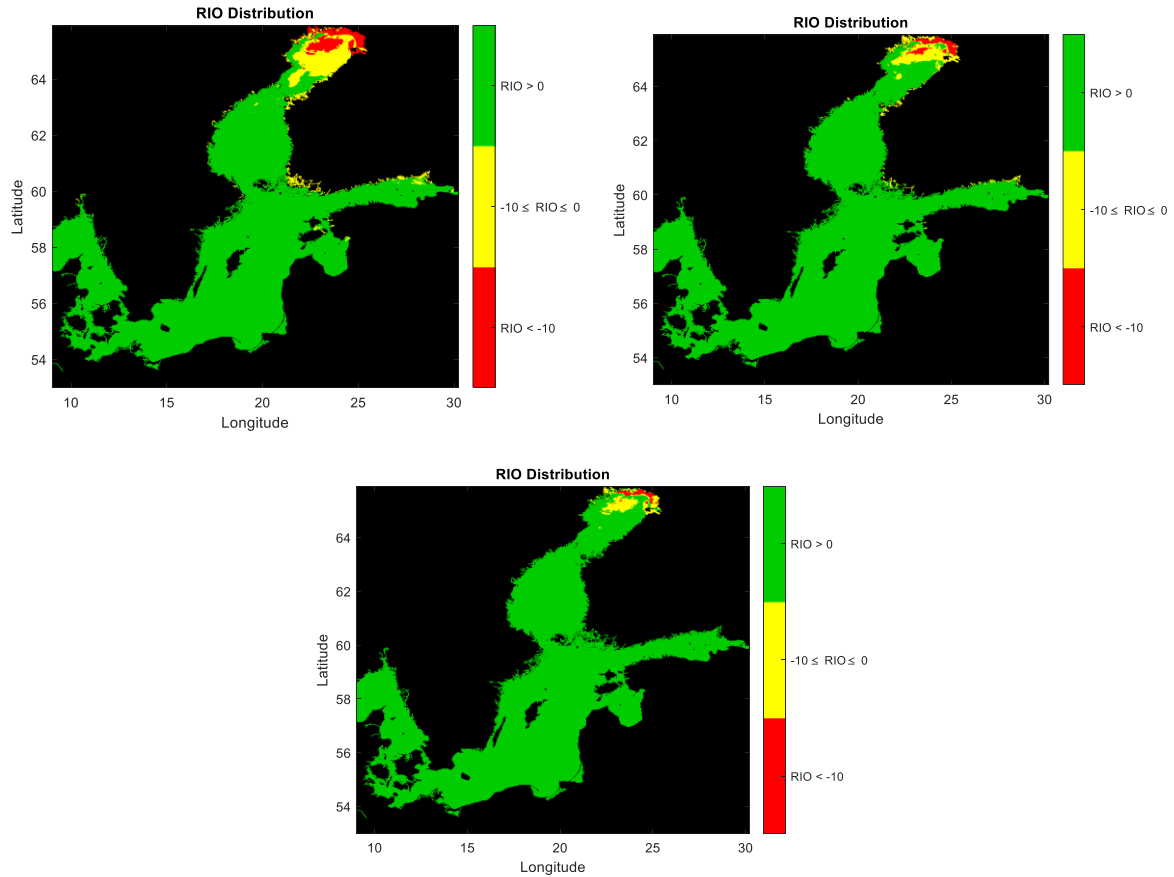 RIO Distribution
64
62
60
58
56
54
Latitude
10
15
20
25
30
Longitude
RIO > 0
-10 ≤ RIO ≤ 0
RIO < -10
RIO Distribution
64
62
60
58
56
54
Latitude
10
15
20
25
30
Longitude
RIO > 0
-10 ≤ RIO ≤ 0
RIO < -10
RIO Distribution
64
62
60
58
56
54
Latitude
10
15
20
25
30
Longitude
RIO > 0
-10 ≤ RIO ≤ 0
RIO < -10